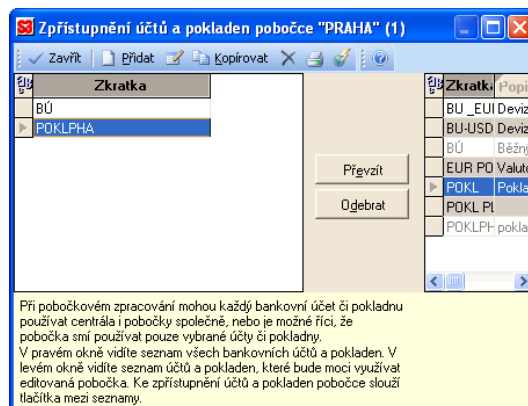 Zpřístupnění účtů a pokladen pobočce "PRAHA" (1)
Zavřít Přidat Kopírovat
Zkratka
BÚ
POKLPHA
Převzít
Odebrat
Zkratka Popi
BU _EUI Deviz
BU-USD Deviz
BÚ Běžný
EUR PO Valuto
POKL Pokla
POKL PL
POKLPH pokla
Při pobočkovém zpracování mohou každý bankovní účet či pokladnu
používat centrála i pobočky společně, nebo je možné říci, že
pobočka smí používat pouze vybrané účty či pokladny.
V pravém okně vidíte seznam všech bankovních účtů a pokladen. V
levém okně vidíte seznam účtů a pokladen, které bude moci využívat
editovaná pobočka. Ke zpřístupnění účtů a pokladen pobočce slouží
tlačítka mezi seznamy.